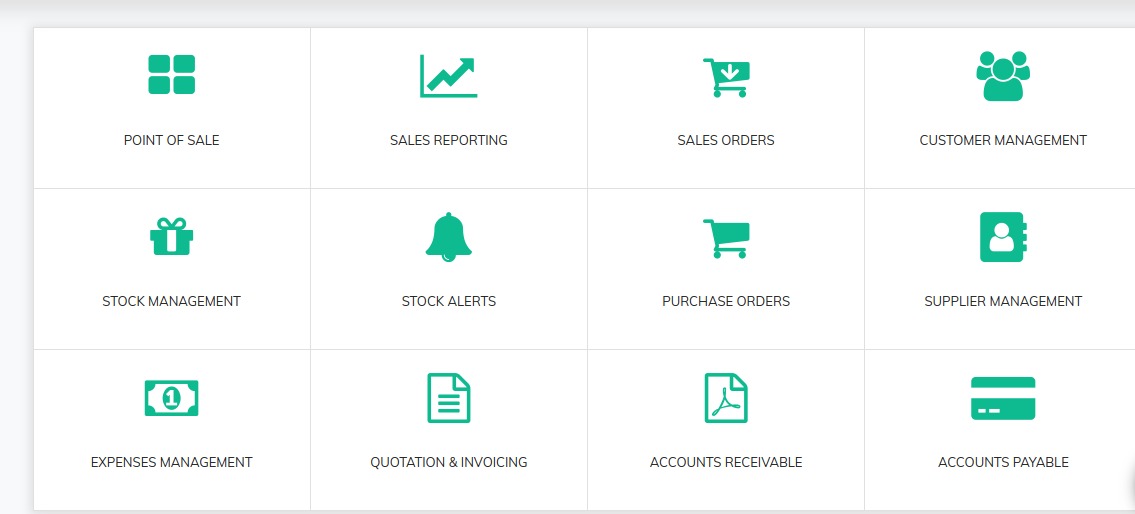 POINT OF SALE
SALES REPORTING
SALES ORDERS
CUSTOMER MANAGEMENT
STOCK MANAGEMENT
STOCK ALERTS
PURCHASE ORDERS
SUPPLIER MANAGEMENT
1
EXPENSES MANAGEMENT
QUOTATION & INVOICING
ACCOUNTS RECEIVABLE
ACCOUNTS PAYABLE